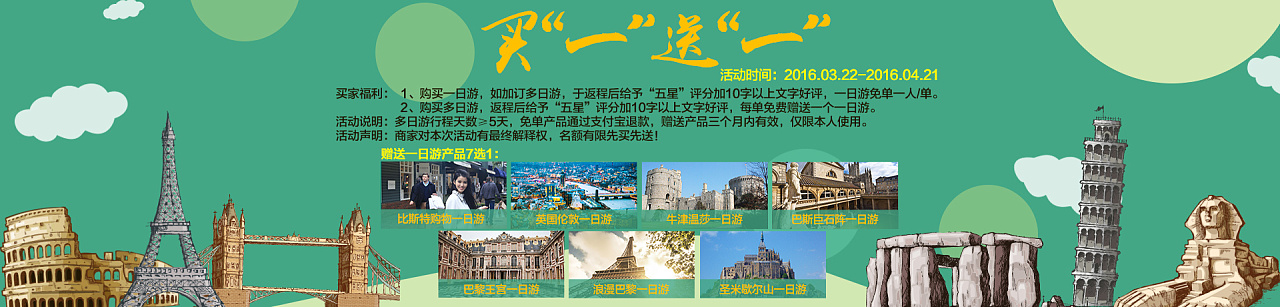 买“一”送“一”
活动时间：2016.03.22-2016.04.21
买家福利： 1、购买一日游，如加订多日游，于返程后给予“五星”评分加10字以上文字好评，一日游免单一人/单。
2、购买多日游，返程后给予“五星”评分加10字以上文字好评，每单免费赠送一个一日游。
活动说明：多日游行程天数≥5天，免单产品通过支付宝退款，赠送产品三个月内有效，仅限本人使用。
活动声明：商家对本次活动有最终解释权，名额有限先买先送！
赠送一日游产品7选1：
比斯特购物一日游 英国伦敦一日游 牛津温莎一日游 巴斯巨石阵一日游
巴黎王宫一日游 浪漫巴黎一日游 圣米歇尔山一日游